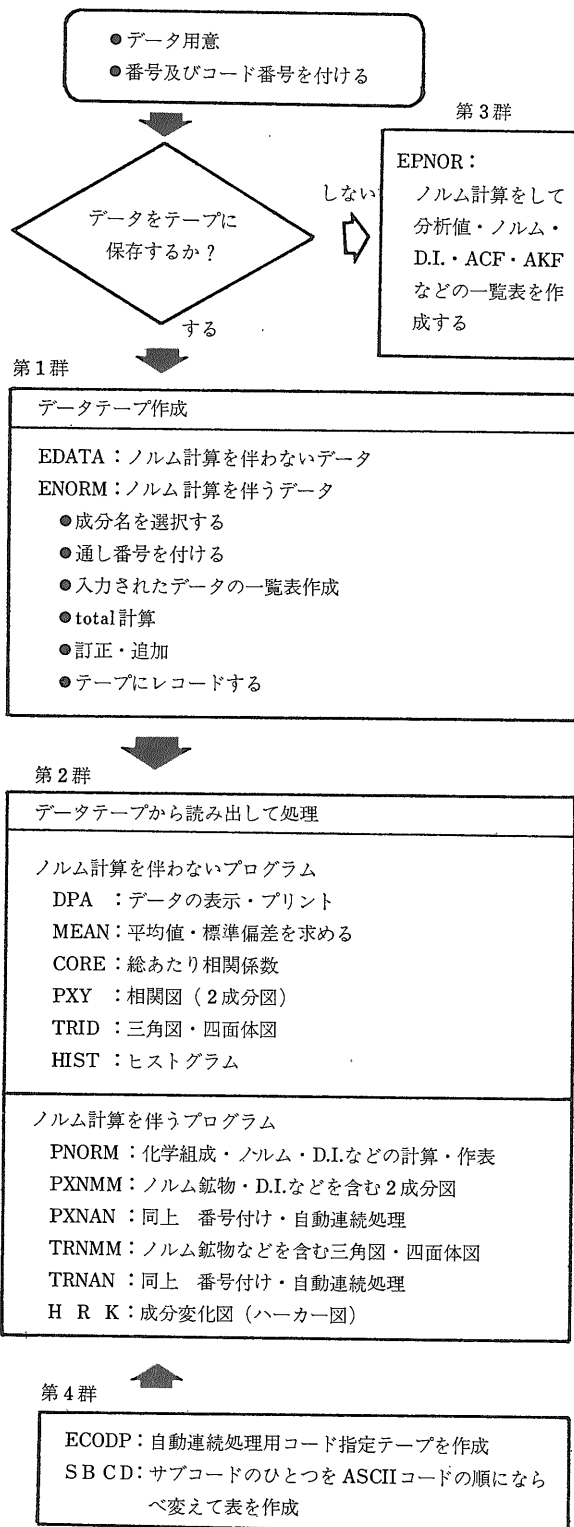 ●データ用意
●番号及びコード番号を付ける
第3群
データをテープに
保存するか?
しない
EPNOR:
ノルム計算をして
分析値・ノルム・
D.I.・ACF・AKF
などの一覧表を作
成する
する
第1群
データテープ作成
EDATA:ノルム計算を伴わないデータ
ENORM:ノルム計算を伴うデータ
●成分名を選択する
●通し番号を付ける
●入力されたデータの一覧表作成
●total計算
●訂正・追加
●テープにレコードする
第2群
データテープから読み出して処理
ノルム計算を伴わないプログラム
DPA :データの表示・プリント
MEAN:平均値・標準偏差を求める
CORE:総あたり相関係数
PXY :相関図(2成分図)
TRID:三角図・四面体図
HIST:ヒストグラム
ノルム計算を伴うプログラム
PNORM:化学組成・ノルム・D.I.などの計算・作表
PXNMM:ノルム鉱物・D.I.などを含む2成分図
PXNAN:同上 番号付け・自動連続処理
TRNMM:ノルム鉱物などを含む三角図・四面体図
TRNAN:同上 番号付け・自動連続処理
H R K:成分変化図(ハーカー図)
第4群
ECODP:自動連続処理用コード指定テープを作成
S B C D:サブコードのひとつをASCIIコードの順になら
べ変えて表を作成